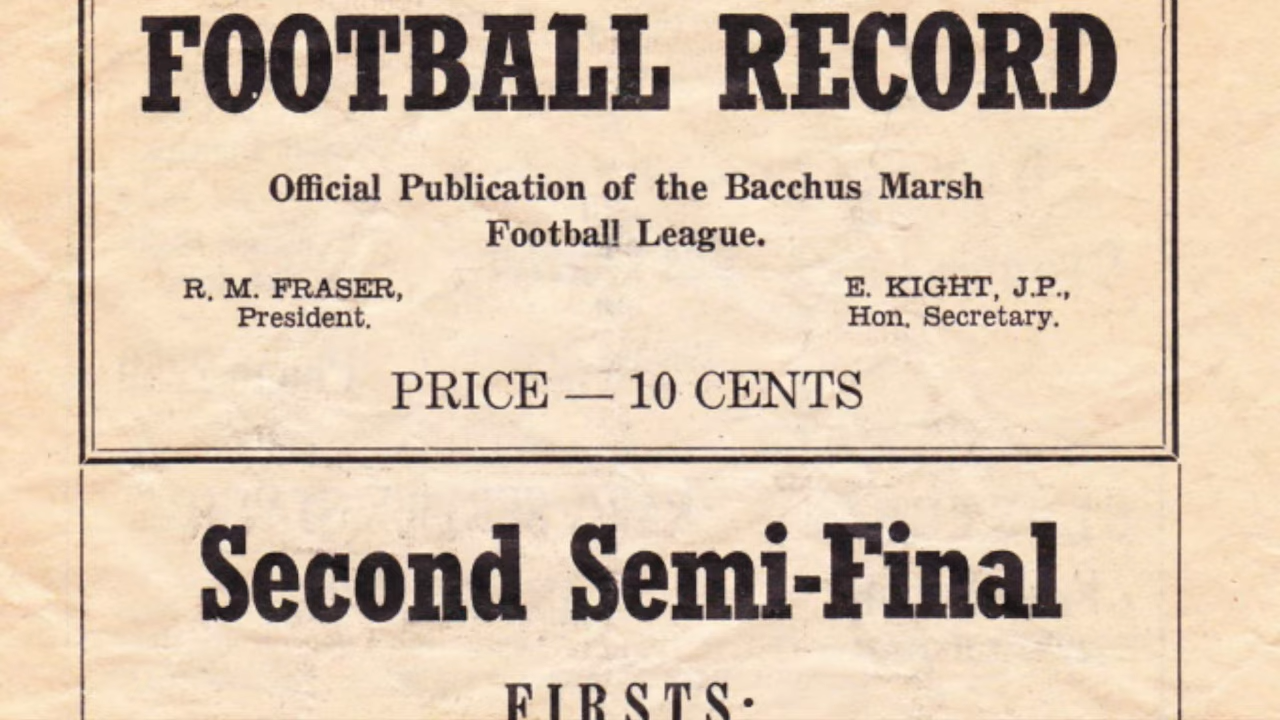 FOOTBALL RECORD
Official Publication of the Bacchus Marsh
Football League.
R. M. FRASER,
President.
E. KIGHT, J.P.,
Hon. Secretary.
PRICE — 10 CENTS
Second Semi-Final
FIRSTS: